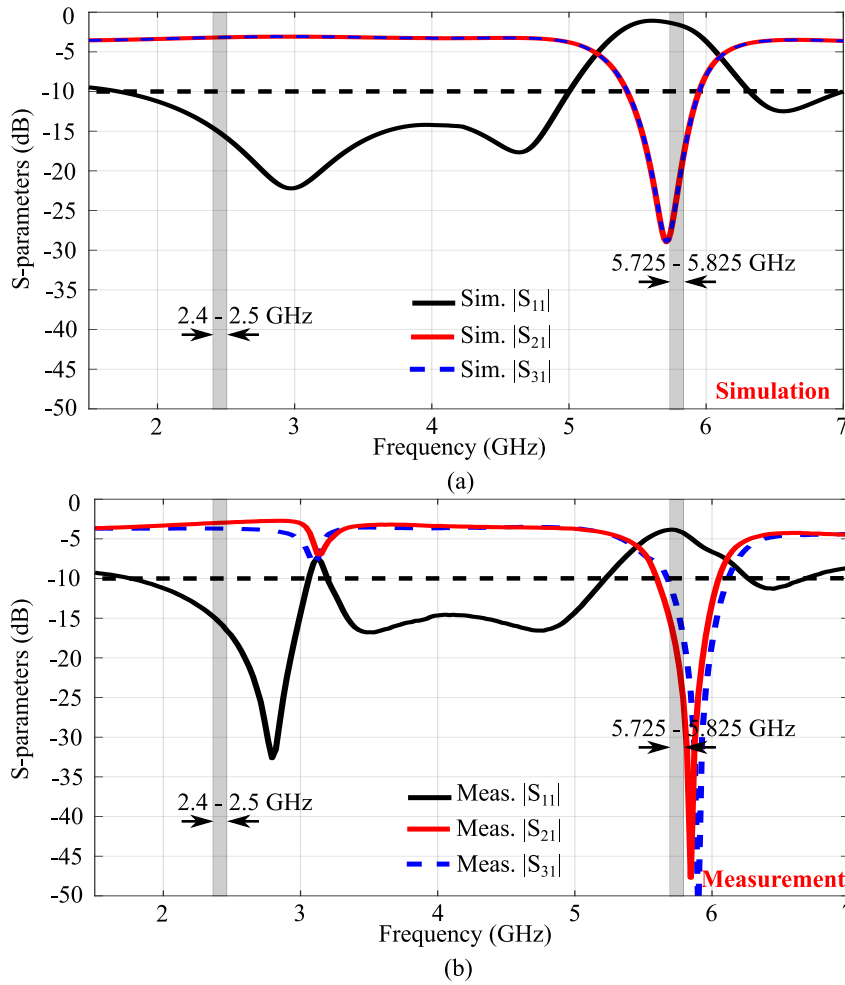 0
-5
-10
-15
-20
-25
-30
-35
-40
-45
-50
S-parameters (dB)
5.725 - 5.825 GHz
2.4 - 2.5 GHz
Sim. |S11|
Sim. |S21|
Sim. |S31|
Simulation
2 3 4 5 6 7
Frequency (GHz)
(a)
0
-5
-10
-15
-20
-25
-30
-35
-40
-45
-50
S-parameters (dB)
5.725 - 5.825 GHz
2.4 - 2.5 GHz
Meas. |S11|
Meas. |S21|
Meas. |S31|
Measurement
2 3 4 5 6 7
Frequency (GHz)
(b)